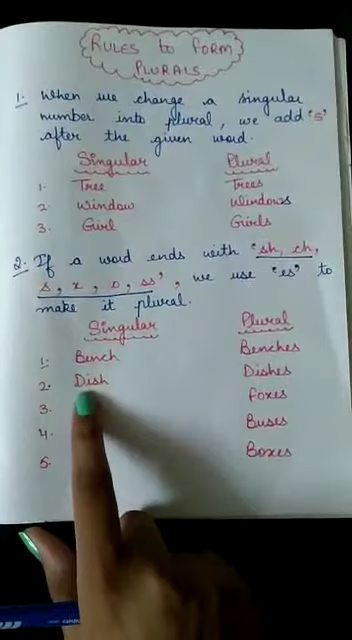 RULES to FORM
PLURALS
1. When we change a singular
number into plural, we add "s"
after the given word.
Singular Plural
1. Tree Trees
2. Window Windows
3. Girl Girls
2. If a word ends with 'sh, ch,
s, x, o, ss', we use "es" to
make it plural.
Singular Plural
1. Bench Benches
2. Dish Dishes
3. Foxes
4. Buses
5. Boxes